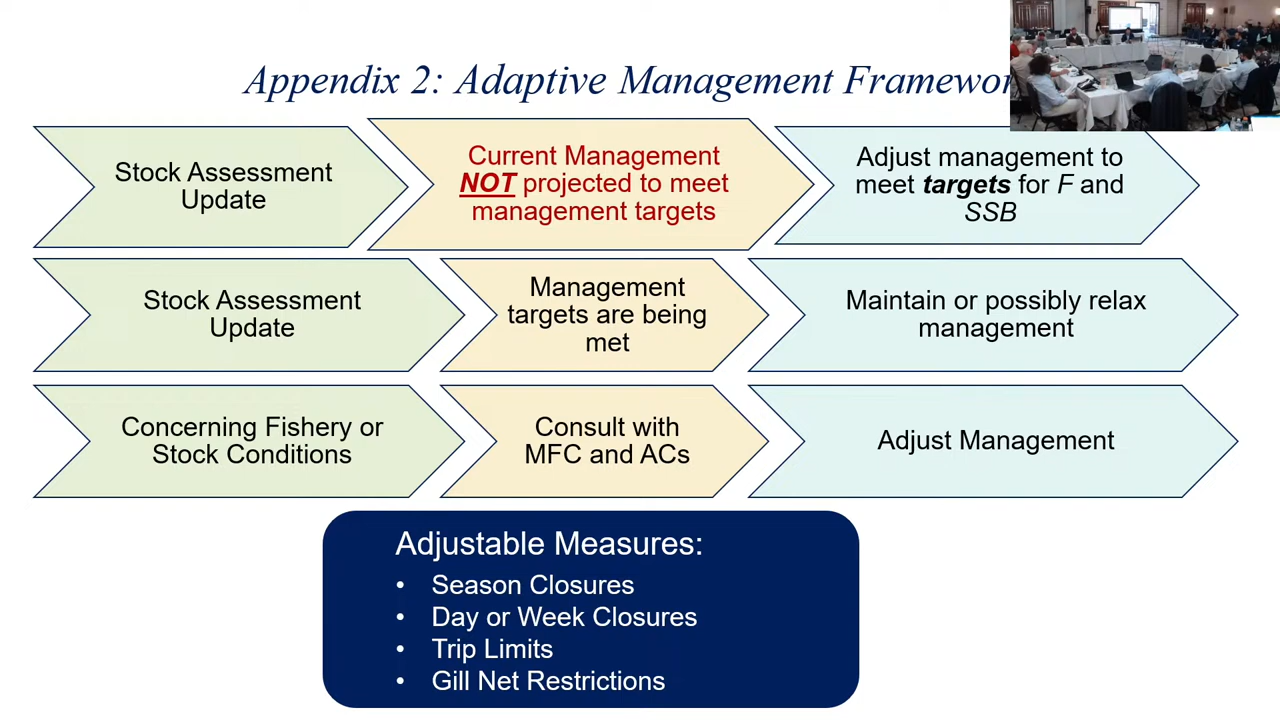 Appendix 2: Adaptive Management Framewor
Stock Assessment
Update
Current Management
NOT projected to meet
management targets
Adjust management to
meet targets for F and
SSB
Stock Assessment
Update
Management
targets are being
met
Maintain or possibly relax
management
Concerning Fishery or
Stock Conditions
Consult with
MFC and ACs
Adjust Management
Adjustable Measures:
• Season Closures
• Day or Week Closures
• Trip Limits
• Gill Net Restrictions